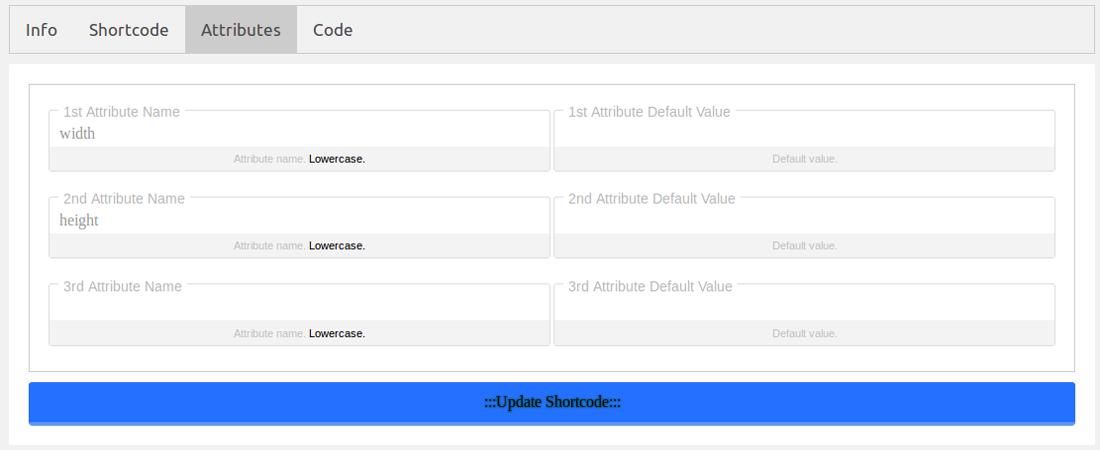 Info Shortcode Attributes Code
1st Attribute Name 1st Attribute Default Value
width
Attribute name. Lowercase. Default value.
2nd Attribute Name 2nd Attribute Default Value
height
Attribute name. Lowercase. Default value.
3rd Attribute Name 3rd Attribute Default Value
Attribute name. Lowercase. Default value.
:::Update Shortcode:::